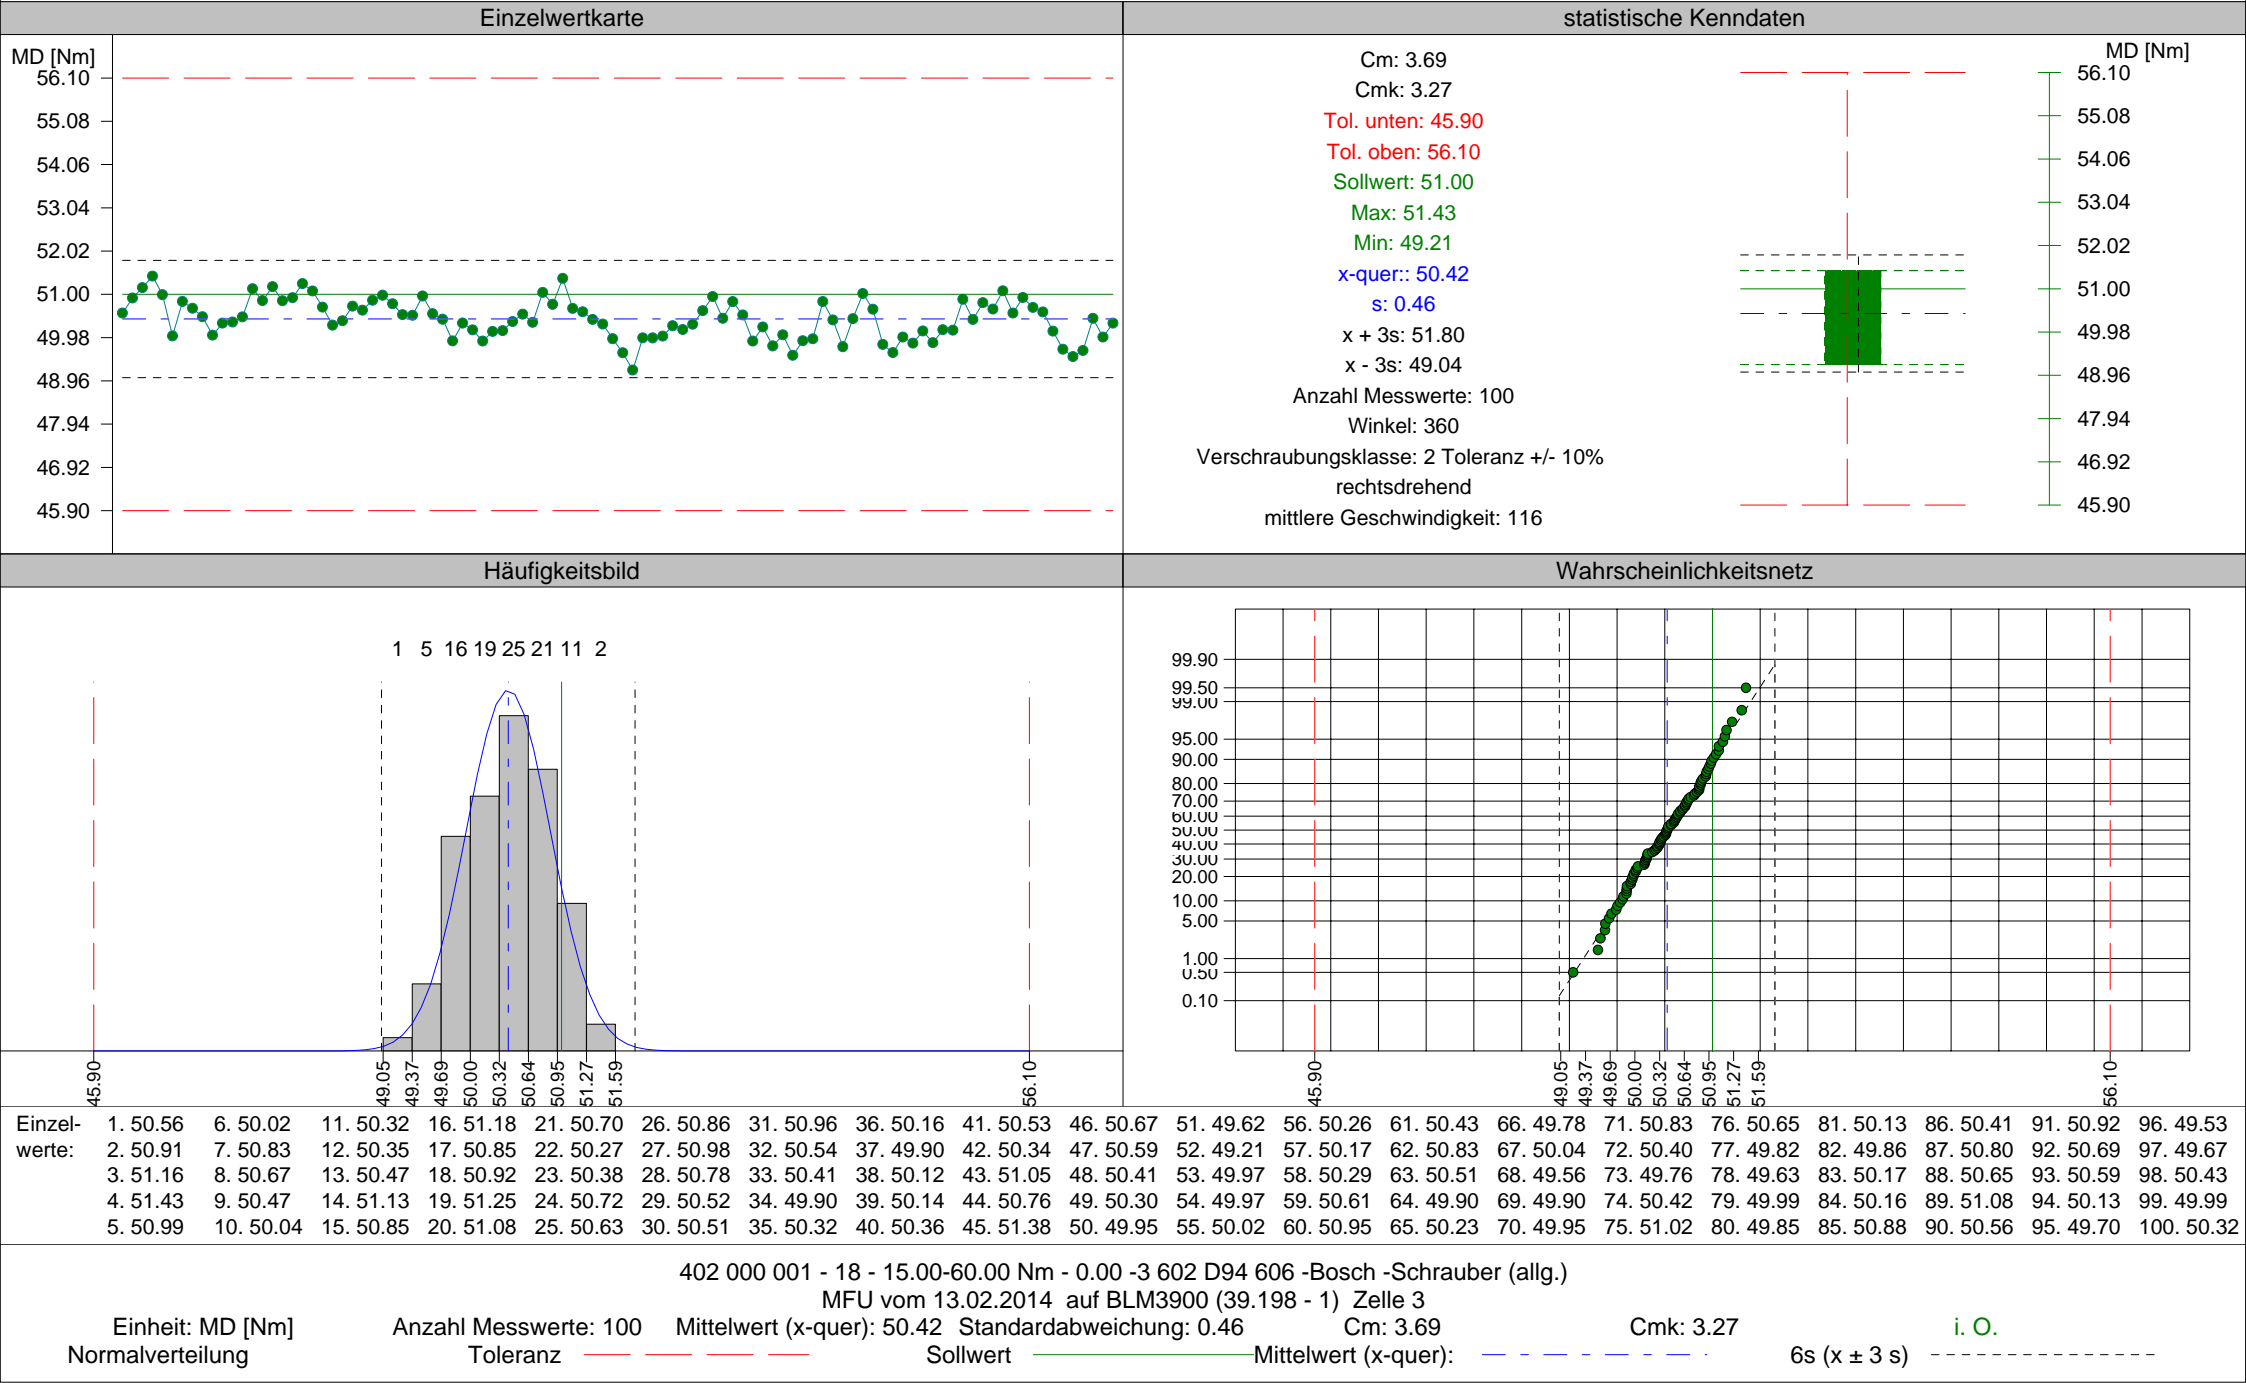 Einzelwertkarte
MD [Nm]
56.10
55.08
54.06
53.04
52.02
51.00
49.98
48.96
47.94
46.92
45.90
statistische Kenndaten
Cm: 3.69
Cmk: 3.27
Tol. unten: 45.90
Tol. oben: 56.10
Sollwert: 51.00
Max: 51.43
Min: 49.21
x-quer:: 50.42
s: 0.46
x + 3s: 51.80
x - 3s: 49.04
Anzahl Messwerte: 100
Winkel: 360
Verschraubungsklasse: 2 Toleranz +/- 10%
rechtsdrehend
mittlere Geschwindigkeit: 116
MD [Nm]
56.10
55.08
54.06
53.04
52.02
51.00
49.98
48.96
47.94
46.92
45.90
Häufigkeitsbild
1 5 16 19 25 21 11 2
45.90 49.05 49.37 49.69 50.00 50.32 50.64 50.95 51.27 51.59 56.10
Wahrscheinlichkeitsnetz
99.90
99.50
99.00
95.00
90.00
80.00
70.00
60.00
50.00
40.00
30.00
20.00
10.00
5.00
1.00
0.50
0.10
45.90 49.05 49.37 49.69 50.00 50.32 50.64 50.95 51.27 51.59 56.10
Einzel- 1. 50.56 6. 50.02 11. 50.32 16. 51.18 21. 50.70 26. 50.86 31. 50.96 36. 50.16 41. 50.53 46. 50.67 51. 49.62 56. 50.26 61. 50.43 66. 49.78 71. 50.83 76. 50.65 81. 50.13 86. 50.41 91. 50.92 96. 49.53
werte: 2. 50.91 7. 50.83 12. 50.35 17. 50.85 22. 50.27 27. 50.98 32. 50.54 37. 49.90 42. 50.34 47. 50.59 52. 49.21 57. 50.17 62. 50.83 67. 50.04 72. 50.40 77. 49.82 82. 49.86 87. 50.80 92. 50.69 97. 49.67
3. 51.16 8. 50.67 13. 50.47 18. 50.92 23. 50.38 28. 50.78 33. 50.41 38. 50.12 43. 51.05 48. 50.41 53. 49.97 58. 50.29 63. 50.51 68. 49.56 73. 49.76 78. 49.63 83. 50.17 88. 50.65 93. 50.59 98. 50.43
4. 51.43 9. 50.47 14. 51.13 19. 51.25 24. 50.72 29. 50.52 34. 49.90 39. 50.14 44. 50.76 49. 50.30 54. 49.97 59. 50.61 64. 49.90 69. 49.90 74. 50.42 79. 49.99 84. 50.16 89. 51.08 94. 50.13 99. 49.99
5. 50.99 10. 50.04 15. 50.85 20. 51.08 25. 50.63 30. 50.51 35. 50.32 40. 50.36 45. 51.38 50. 49.95 55. 50.02 60. 50.95 65. 50.23 70. 49.95 75. 51.02 80. 49.85 85. 50.88 90. 50.56 95. 49.70 100. 50.32
402 000 001 - 18 - 15.00-60.00 Nm - 0.00 -3 602 D94 606 -Bosch -Schrauber (allg.)
MFU vom 13.02.2014 auf BLM3900 (39.198 - 1) Zelle 3
Einheit: MD [Nm] Anzahl Messwerte: 100 Mittelwert (x-quer): 50.42 Standardabweichung: 0.46 Cm: 3.69 Cmk: 3.27 i. O.
Normalverteilung Toleranz Sollwert Mittelwert (x-quer): 6s (x ± 3 s)